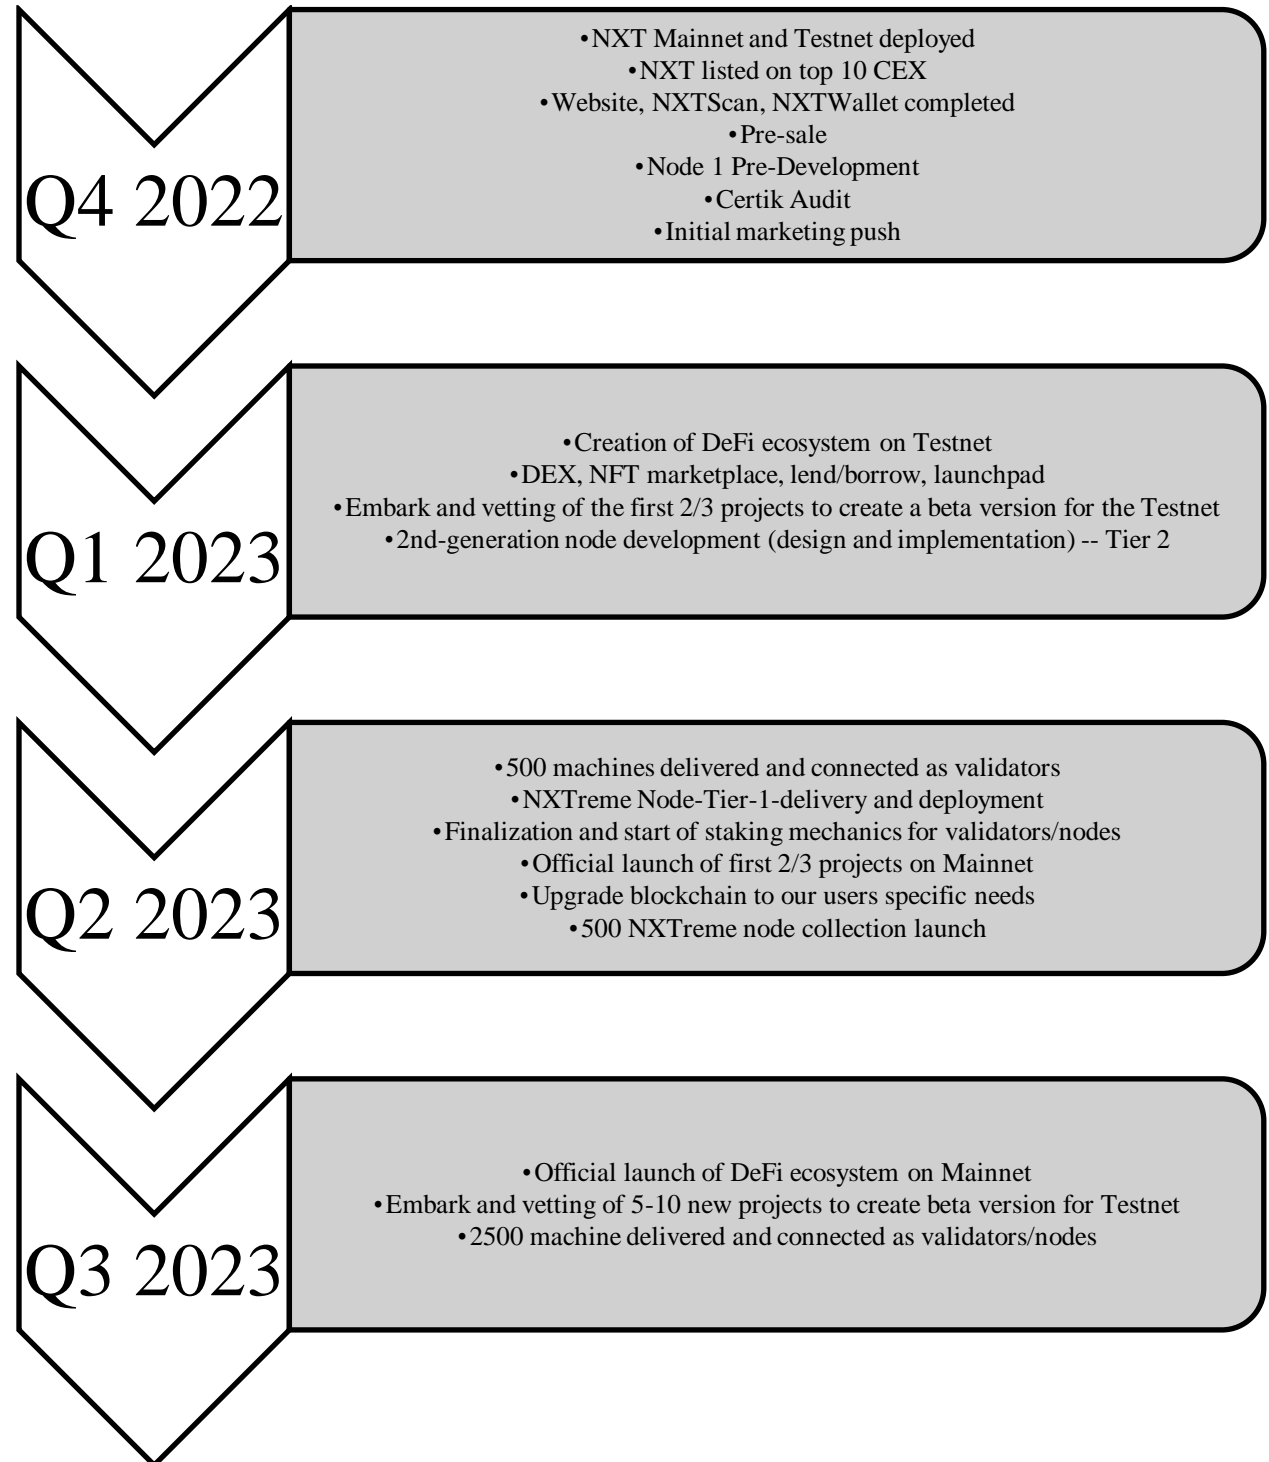 Q4 2022
•NXT Mainnet and Testnet deployed
•NXT listed on top 10 CEX
•Website, NXTScan, NXTWallet completed
•Pre-sale
•Node 1 Pre-Development
•Certik Audit
•Initial marketing push
Q1 2023
•Creation of DeFi ecosystem on Testnet
•DEX, NFT marketplace, lend/borrow, launchpad
•Embark and vetting of the first 2/3 projects to create a beta version for the Testnet
•2nd-generation node development (design and implementation) -- Tier 2
Q2 2023
•500 machines delivered and connected as validators
•NXTreme Node-Tier-1-delivery and deployment
•Finalization and start of staking mechanics for validators/nodes
•Official launch of first 2/3 projects on Mainnet
•Upgrade blockchain to our users specific needs
•500 NXTreme node collection launch
Q3 2023
•Official launch of DeFi ecosystem on Mainnet
•Embark and vetting of 5-10 new projects to create beta version for Testnet
•2500 machine delivered and connected as validators/nodes